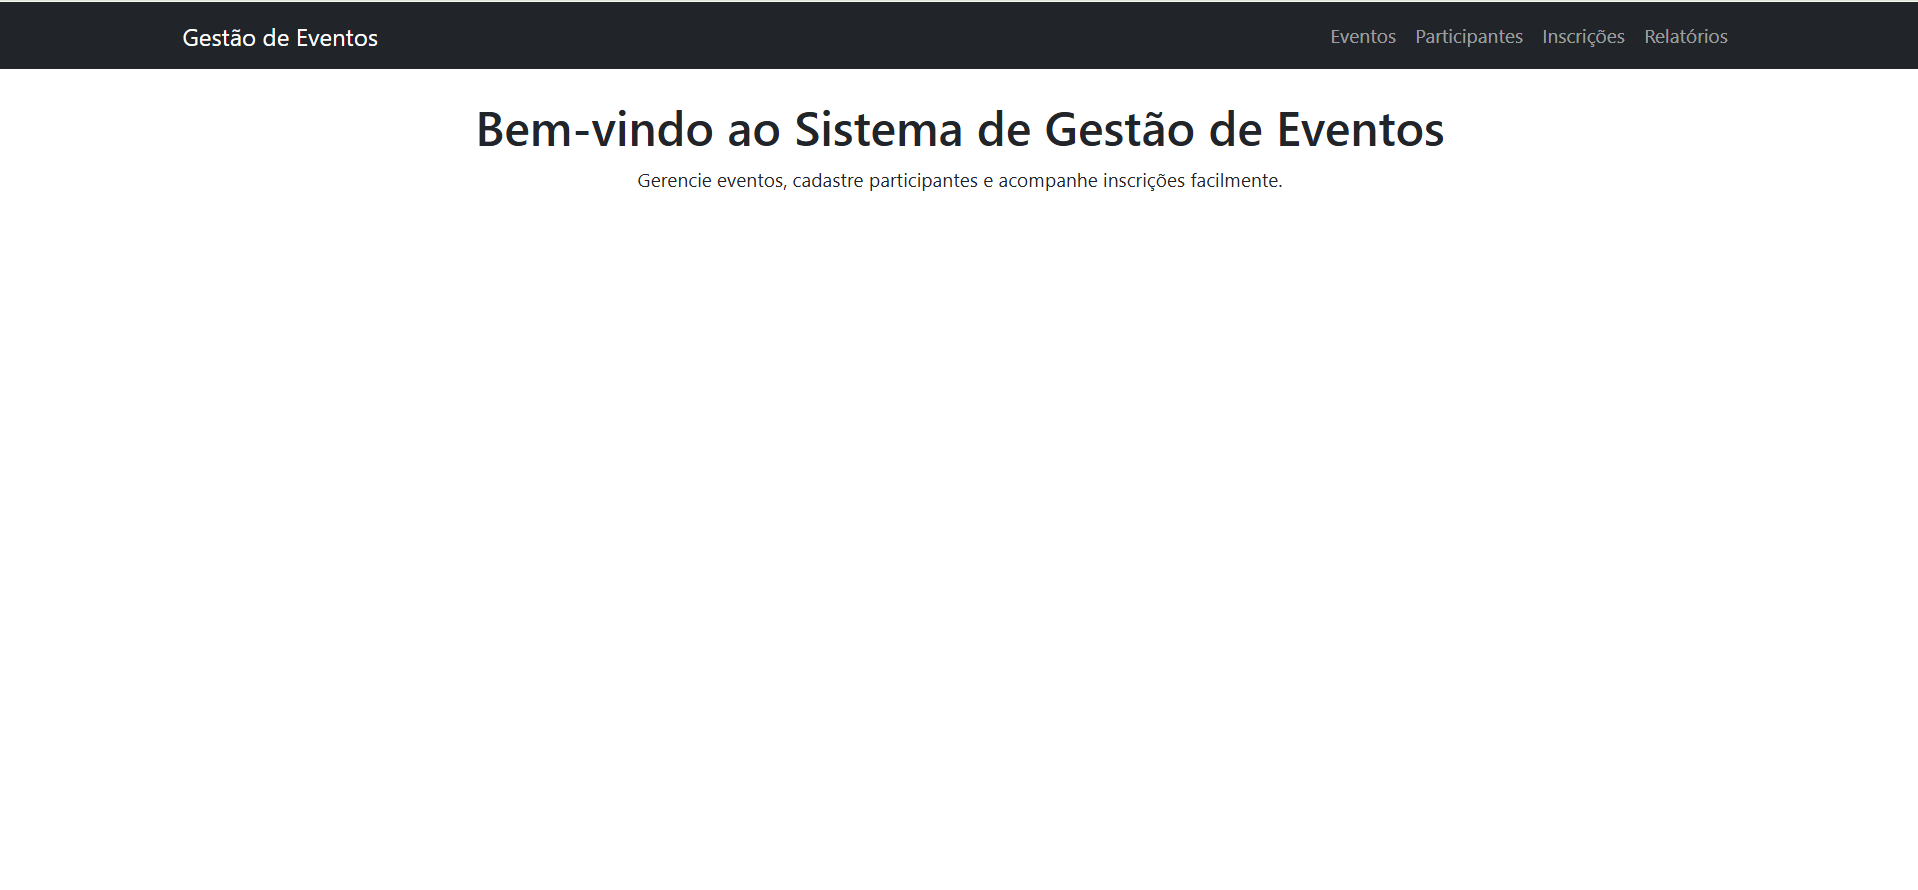 Gestão de Eventos
Eventos Participantes Inscrições Relatórios
Bem-vindo ao Sistema de Gestão de Eventos
Gerencie eventos, cadastre participantes e acompanhe inscrições facilmente.